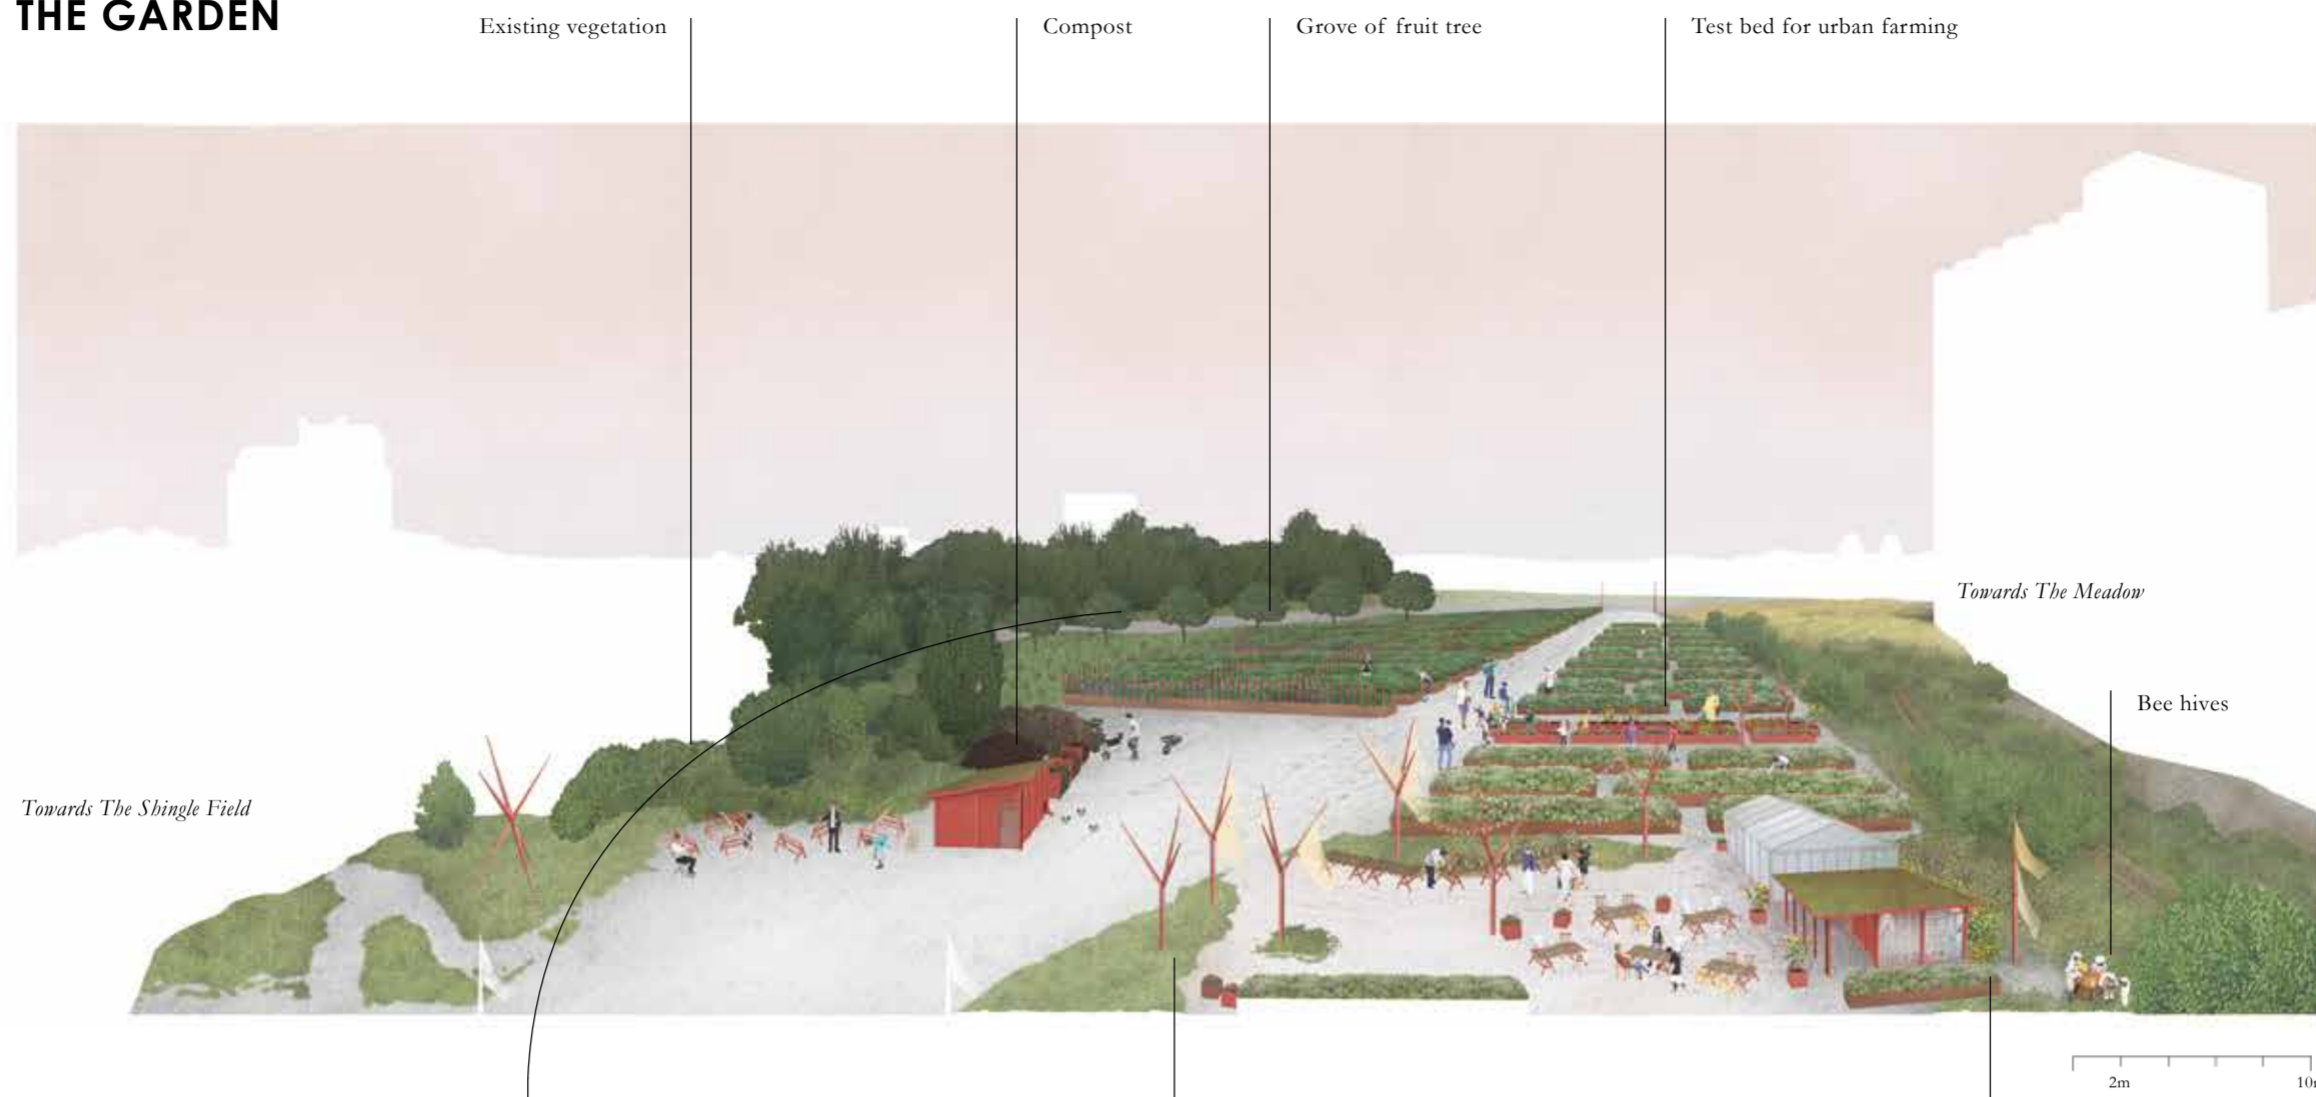 THE GARDEN
Existing vegetation
Compost
Grove of fruit tree
Test bed for urban farming
Towards The Meadow
Bee hives
Towards The Shingle Field
2m